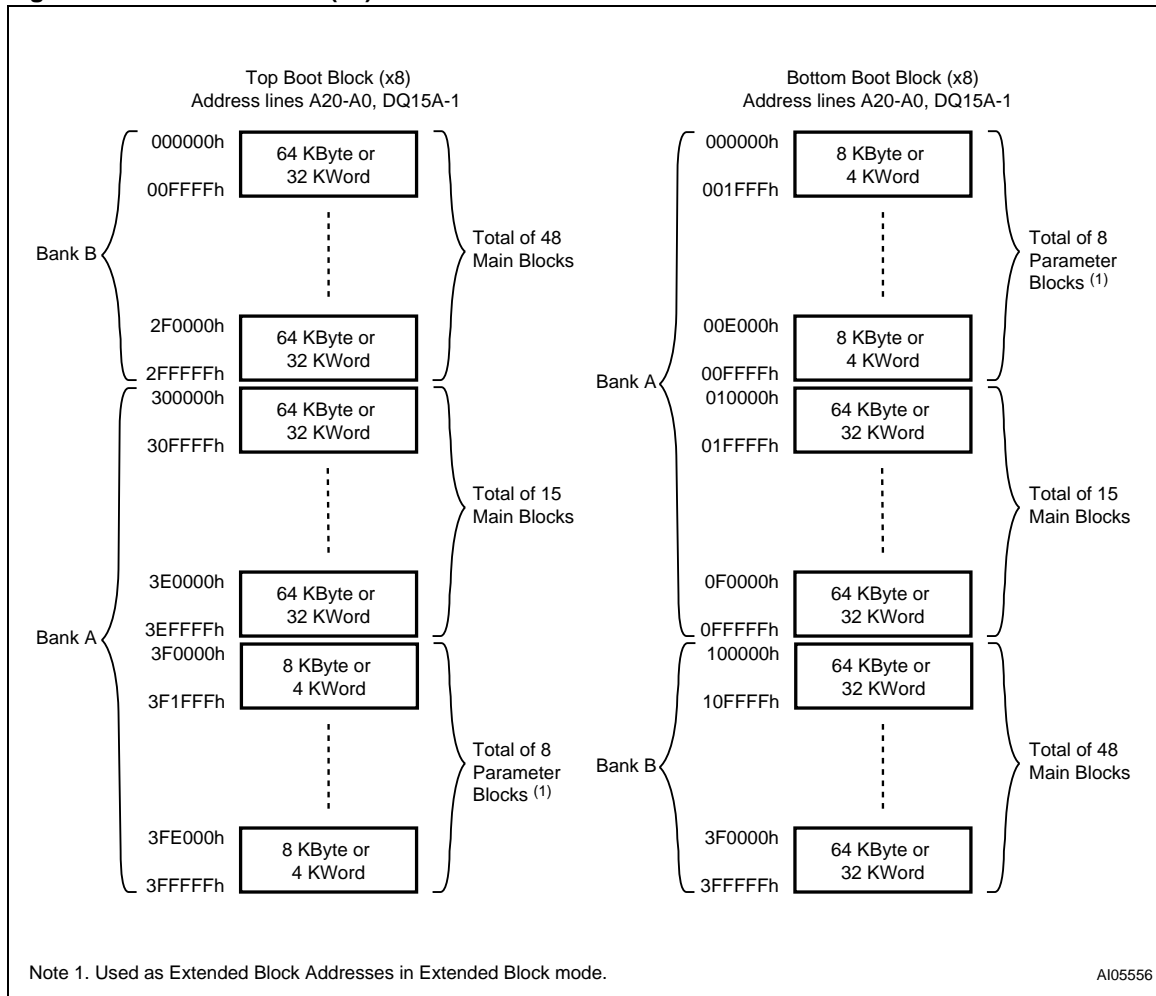 Top Boot Block (x8)
Address lines A20-A0, DQ15A-1
000000h
64 KByte or
32 KWord
00FFFFh
Bank B
Total of 48
Main Blocks
2F0000h
64 KByte or
32 KWord
2FFFFFh
300000h
64 KByte or
32 KWord
30FFFFh
Total of 15
Main Blocks
3E0000h
64 KByte or
32 KWord
3EFFFFh
Bank A
3F0000h
8 KByte or
4 KWord
3F1FFFh
Total of 8
Parameter
Blocks (1)
3FE000h
8 KByte or
4 KWord
3FFFFFh
Bottom Boot Block (x8)
Address lines A20-A0, DQ15A-1
000000h
8 KByte or
4 KWord
001FFFh
Total of 8
Parameter
Blocks (1)
00E000h
8 KByte or
4 KWord
00FFFFh
Bank A
010000h
64 KByte or
32 KWord
01FFFFh
Total of 15
Main Blocks
0F0000h
64 KByte or
32 KWord
0FFFFFh
100000h
64 KByte or
32 KWord
10FFFFh
Bank B
Total of 48
Main Blocks
3F0000h
64 KByte or
32 KWord
3FFFFFh
Note 1. Used as Extended Block Addresses in Extended Block mode.
AI05556